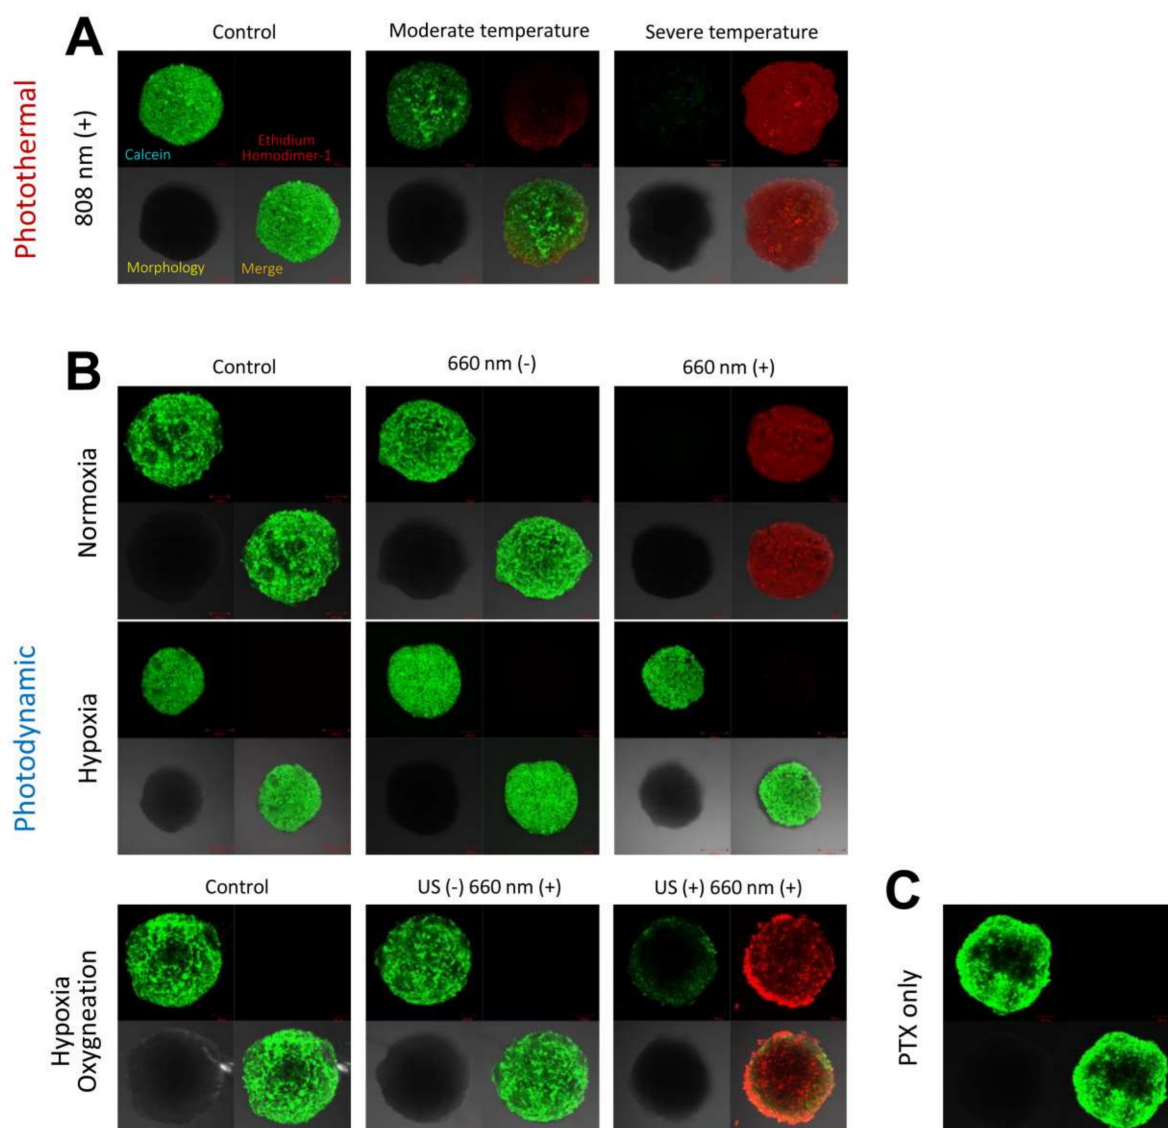 A
Control
Moderate temperature
Severe temperature
Photothermal
808 nm (+)
Calcein
Ethidium
Homodimer-1
Morphology
Merge
B
Control
660 nm (-)
660 nm (+)
Normoxia
Photodynamic
Hypoxia
Control
US (-) 660 nm (+)
US (+) 660 nm (+)
Hypoxia
Oxygneation
C
PTX only